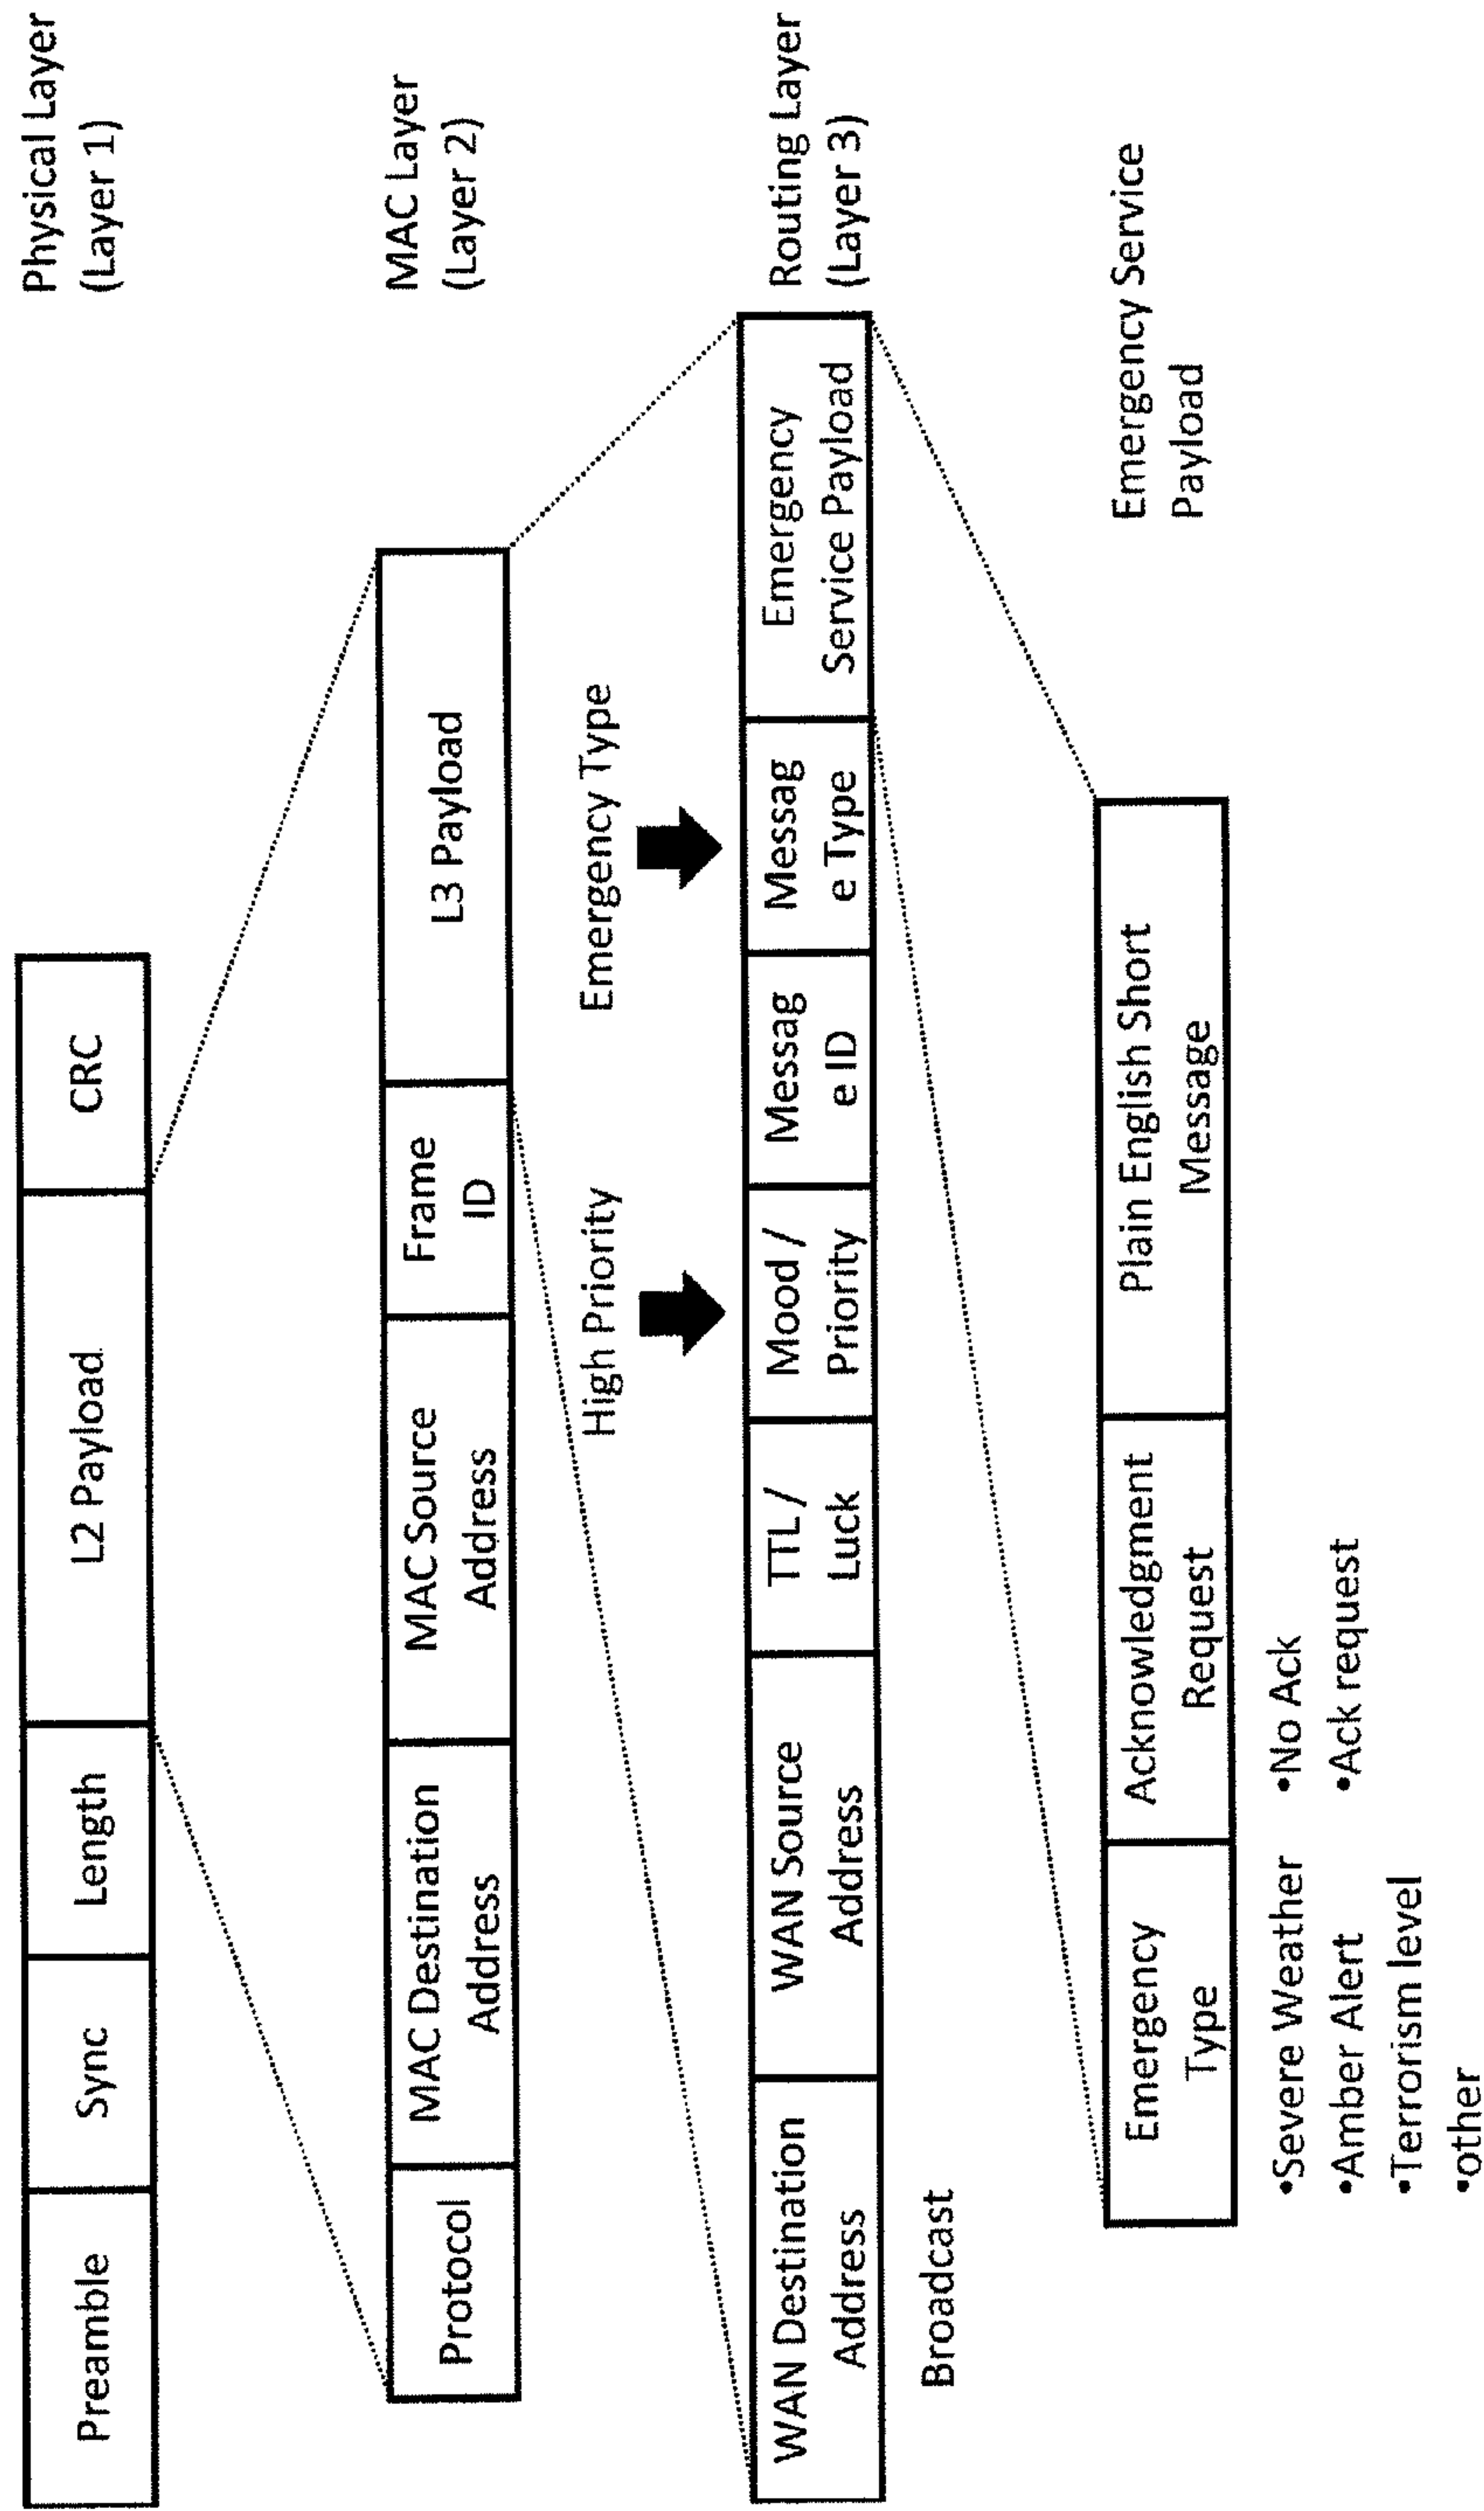 Physical Layer
(Layer 1)
Preamble
Sync
Length
L2 Payload
CRC
MAC Layer
(Layer 2)
Protocol
MAC Destination
Address
MAC Source
Address
Frame
ID
L3 Payload
High Priority
Emergency Type
Routing Layer
(Layer 3)
WAN Destination
Address
WAN Source
Address
TTL /
Luck
Mood /
Priority
Messag
e ID
Messag
e Type
Emergency
Service Payload
Broadcast
Emergency Service
Payload
Emergency
Type
Acknowledgment
Request
Plain English Short
Message
•Severe Weather
•Amber Alert
•Terrorism level
•other
•No Ack
•Ack request